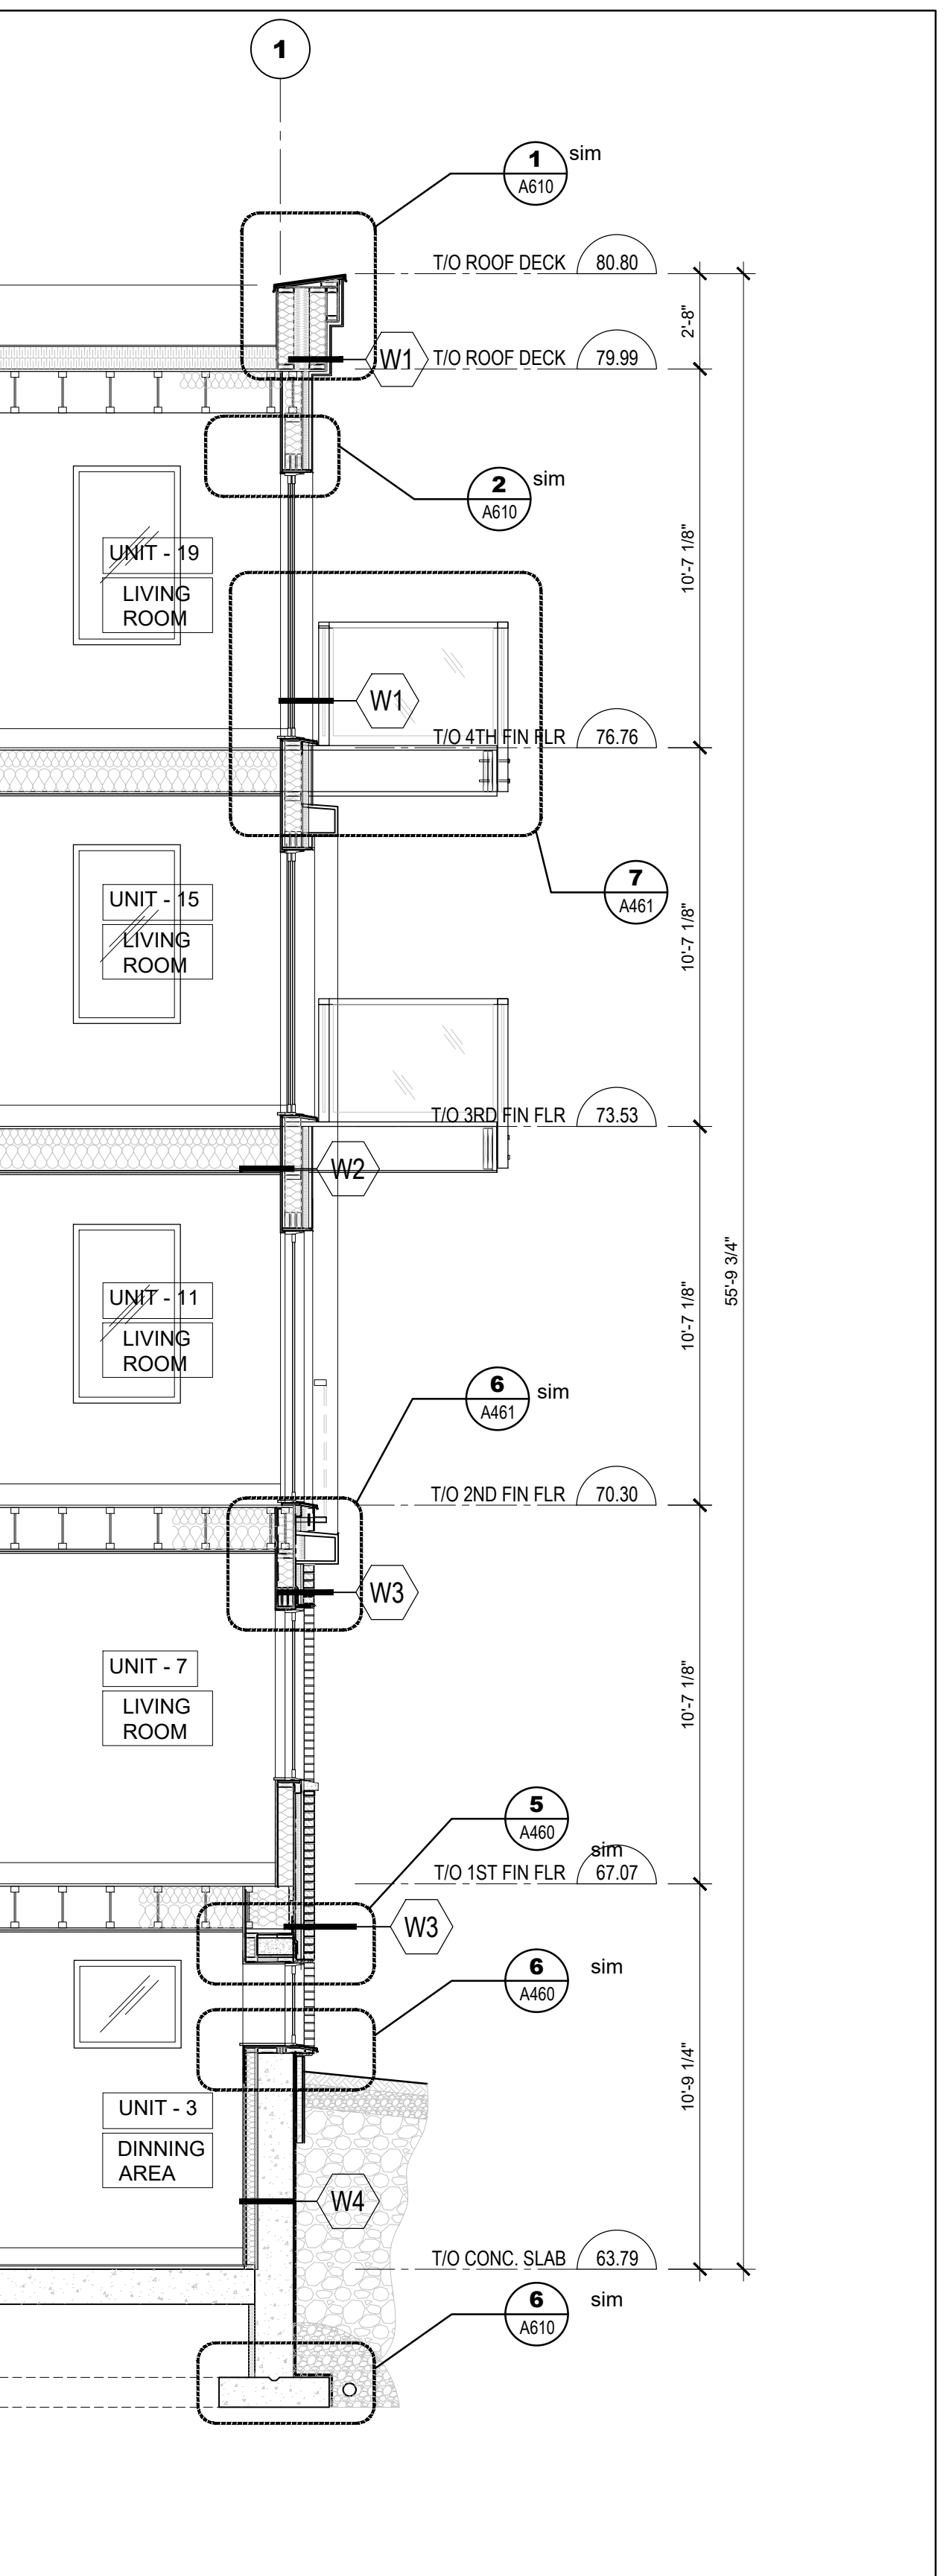 1
1
sim
A610
T/O ROOF DECK 80.80
2'-8"
W1
T/O ROOF DECK 79.99
2
sim
A610
10'-7 1/8"
UNIT - 19
LIVING
ROOM
W1
T/O 4TH FIN FLR 76.76
7
A461
UNIT - 15
LIVING
ROOM
10'-7 1/8"
T/O 3RD FIN FLR 73.53
W2
55'-9 3/4"
UNIT - 11
LIVING
ROOM
10'-7 1/8"
6
sim
A461
T/O 2ND FIN FLR 70.30
W3
UNIT - 7
LIVING
ROOM
10'-7 1/8"
5
A460
sim
T/O 1ST FIN FLR 67.07
W3
6
sim
A460
10'-9 1/4"
UNIT - 3
DINNING
AREA
W4
T/O CONC. SLAB 63.79
6
sim
A610